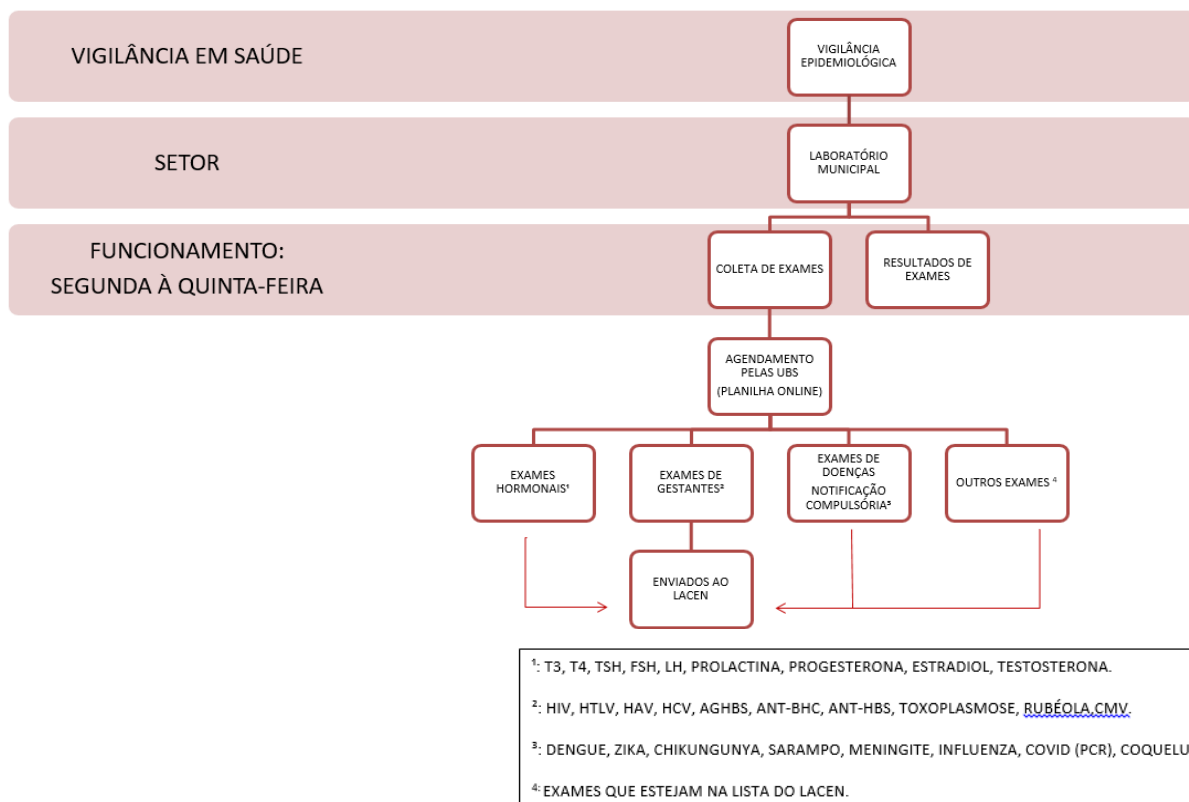 VIGILÂNCIA EM SAÚDE
VIGILÂNCIA
EPIDEMIOLÓGICA
SETOR
LABORATÓRIO
MUNICIPAL
FUNCIONAMENTO:
SEGUNDA À QUINTA-FEIRA
COLETA DE EXAMES
RESULTADOS DE
EXAMES
AGENDAMENTO
PELAS UBS
(PLANILHA ONLINE)
EXAMES
HORMONAIS¹
EXAMES DE
GESTANTES²
EXAMES DE
DOENÇAS
NOTIFICAÇÃO
COMPULSÓRIA³
OUTROS EXAMES ⁴
ENVIADOS AO
LACEN
¹: T3, T4, TSH, FSH, LH, PROLACTINA, PROGESTERONA, ESTRADIOL, TESTOSTERONA.
²: HIV, HTLV, HAV, HCV, AGHBS, ANT-BHC, ANT-HBS, TOXOPLASMOSE, RUBÉOLA,CMV.
³: DENGUE, ZIKA, CHIKUNGUNYA, SARAMPO, MENINGITE, INFLUENZA, COVID (PCR), COQUELU
⁴: EXAMES QUE ESTEJAM NA LISTA DO LACEN.